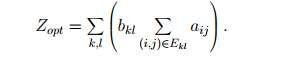 Z_{opt} = \sum_{k,l} \left( b_{kl} \sum_{(i,j) \in E_{kl}} a_{ij} \right).